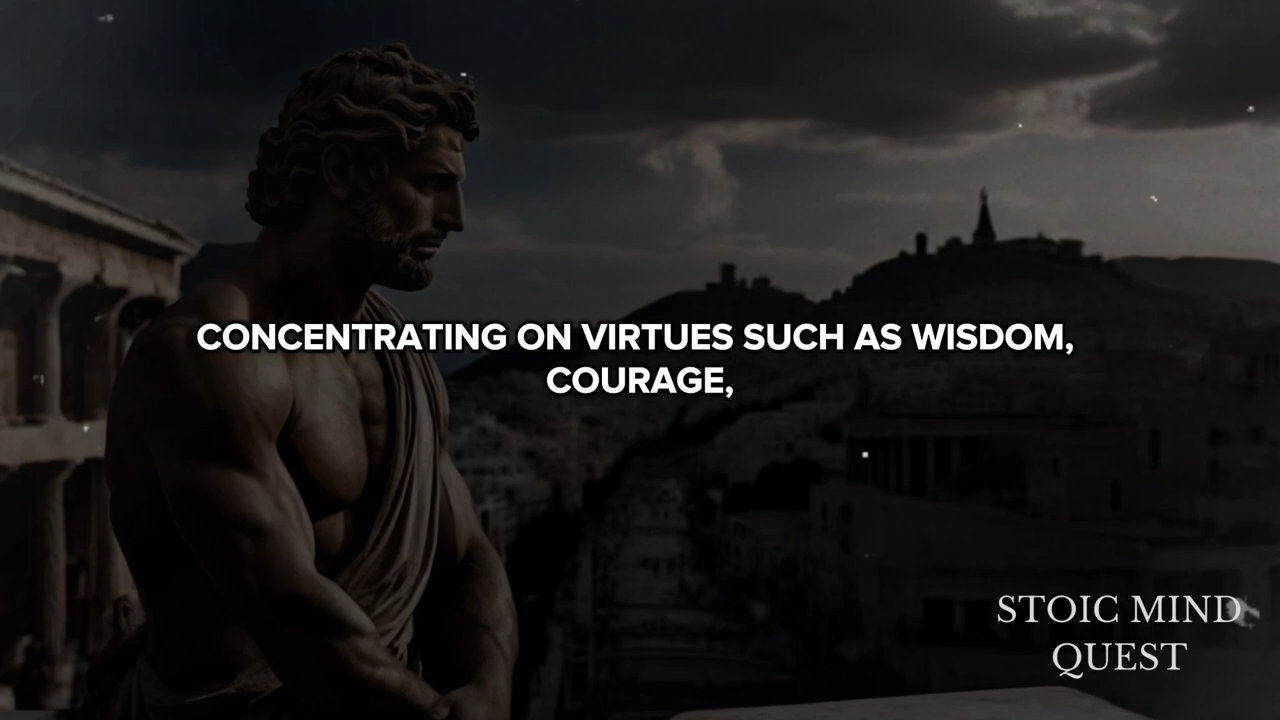 CONCENTRATING ON VIRTUES SUCH AS WISDOM,
COURAGE,
STOIC MIND
QUEST